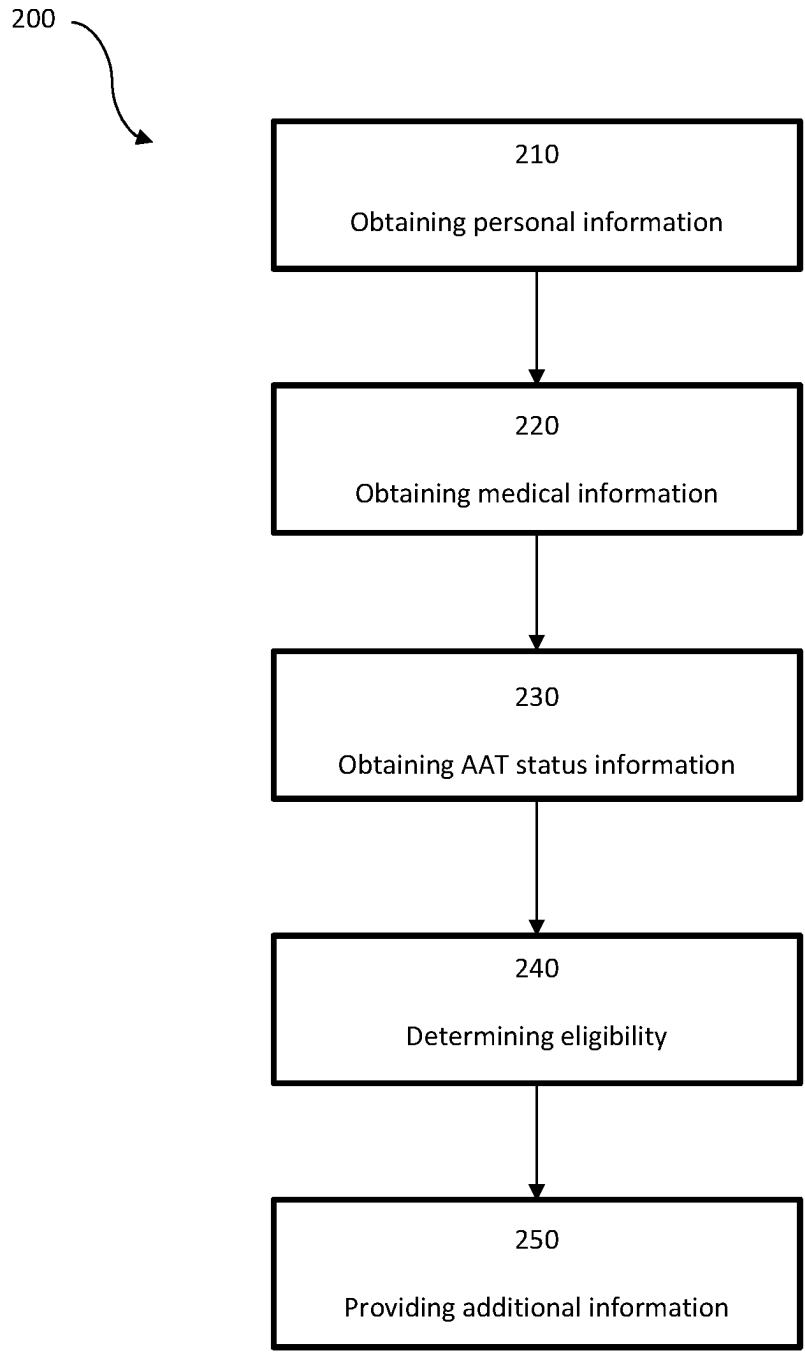 200
210
Obtaining personal information
220
Obtaining medical information
230
Obtaining AAT status information
240
Determining eligibility
250
Providing additional information